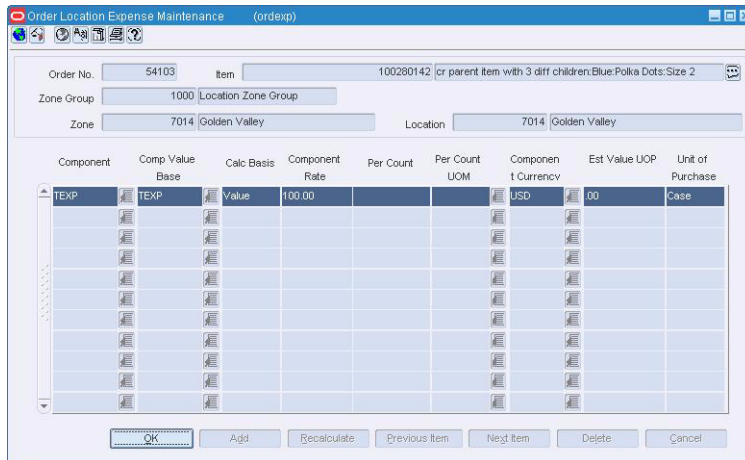 Order Location Expense Maintenance (ordexp)
Order No. 54103 Item 100280142 cr parent item with 3 diff children:Blue:Polka Dots:Size 2
Zone Group 1000 Location Zone Group
Zone 7014 Golden Valley Location 7014 Golden Valley
Component Comp Value Calc Basis Component Per Count Per Count Componen Est Value UOP Unit of
Base Rate UOM t Currency Purchase
TEXP TEXP Value 100.00 USD .00 Case
OK Add Recalculate Previous Item Next Item Delete Cancel